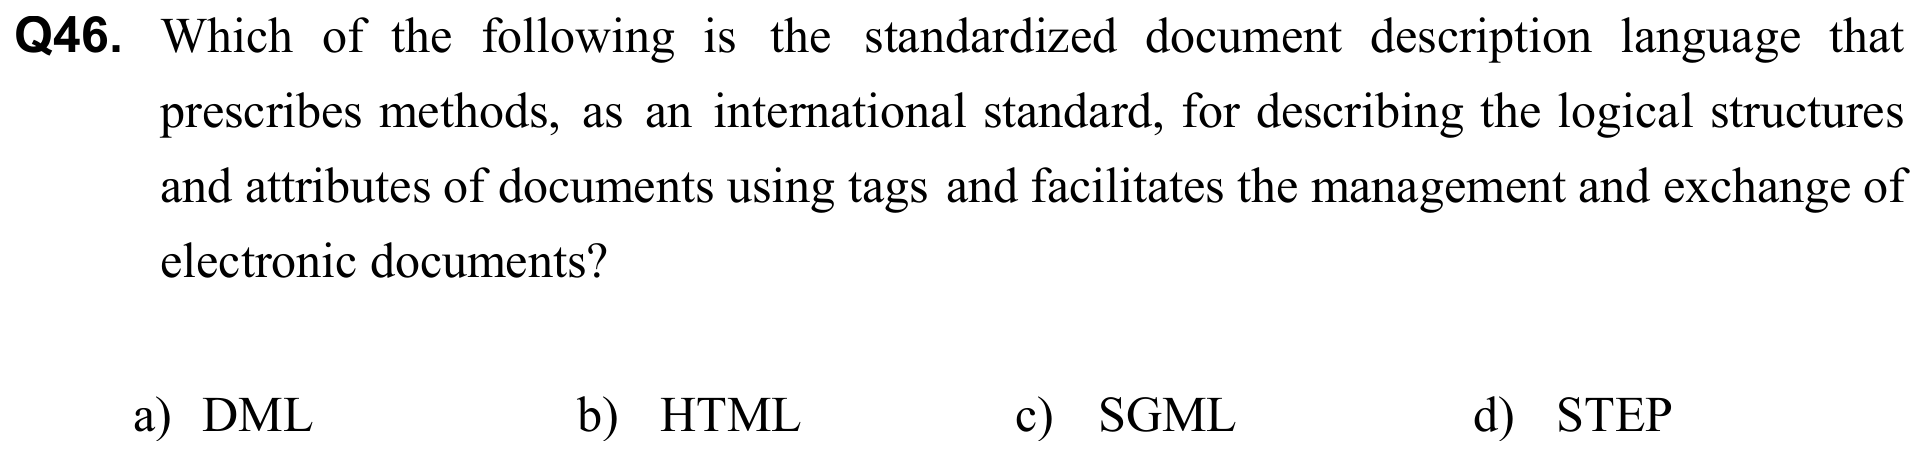 Q46. Which of the following is the standardized document description language that
prescribes methods, as an international standard, for describing the logical structures
and attributes of documents using tags and facilitates the management and exchange of
electronic documents?
a) DML b) HTML c) SGML d) STEP